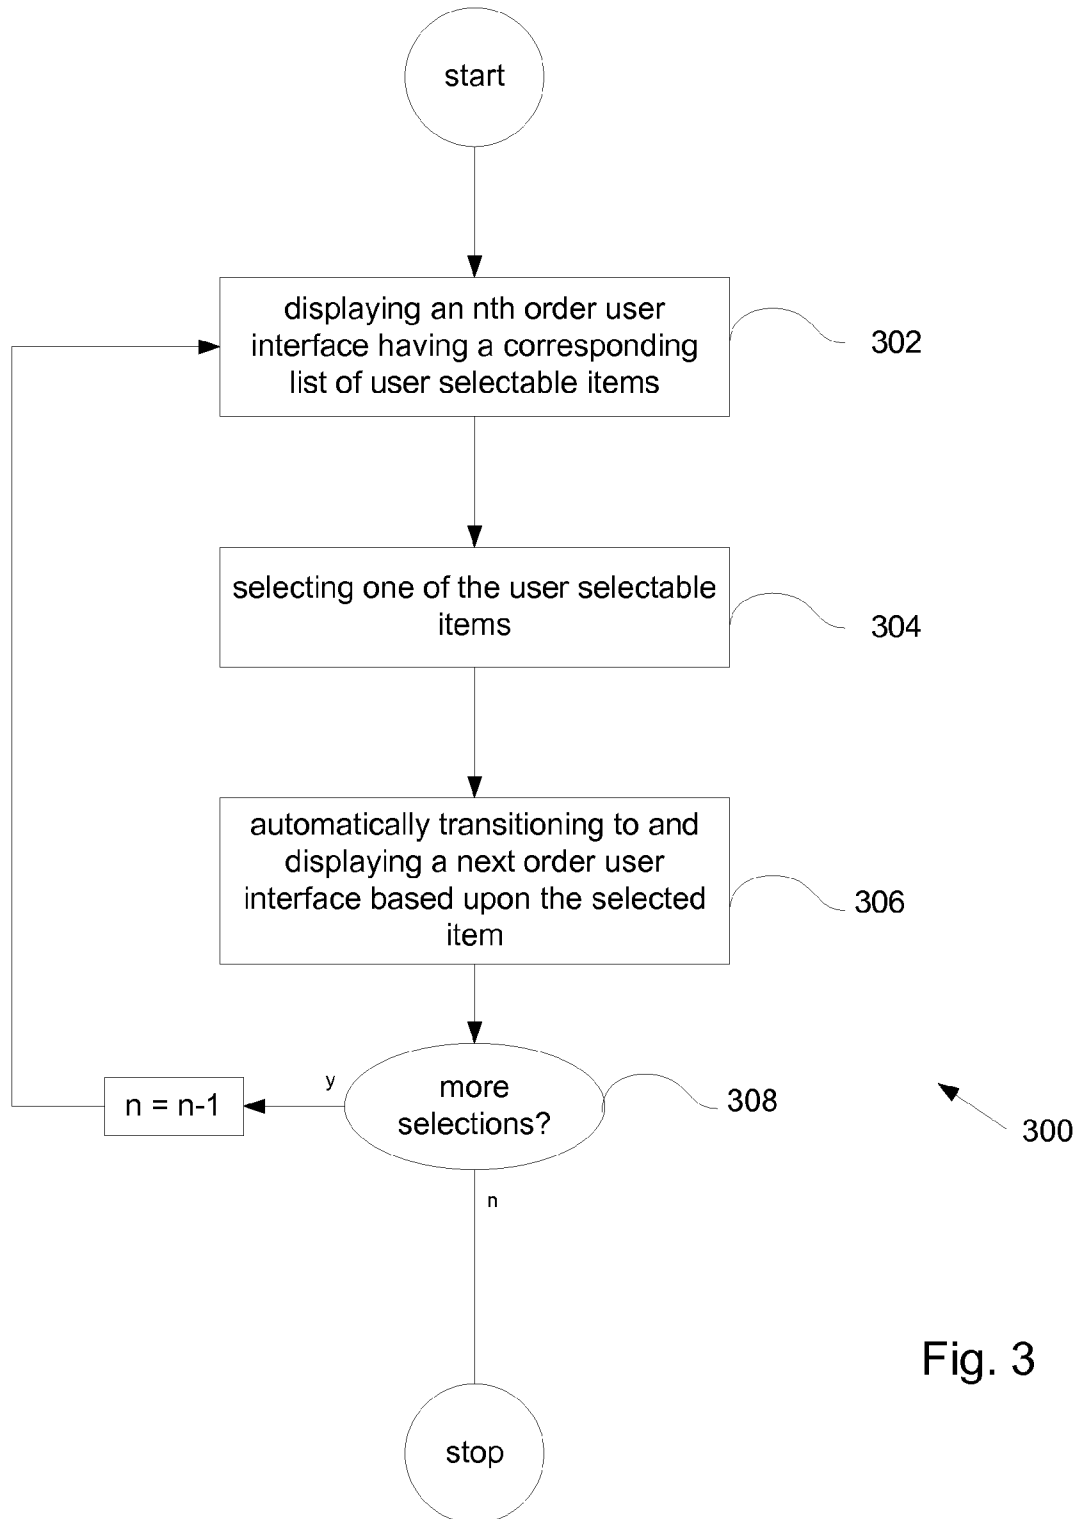 start
displaying an nth order user
interface having a corresponding
list of user selectable items
302
selecting one of the user selectable
items
304
automatically transitioning to and
displaying a next order user
interface based upon the selected
item
306
more
selections?
308
y
n = n-1
300
n
Fig. 3
stop